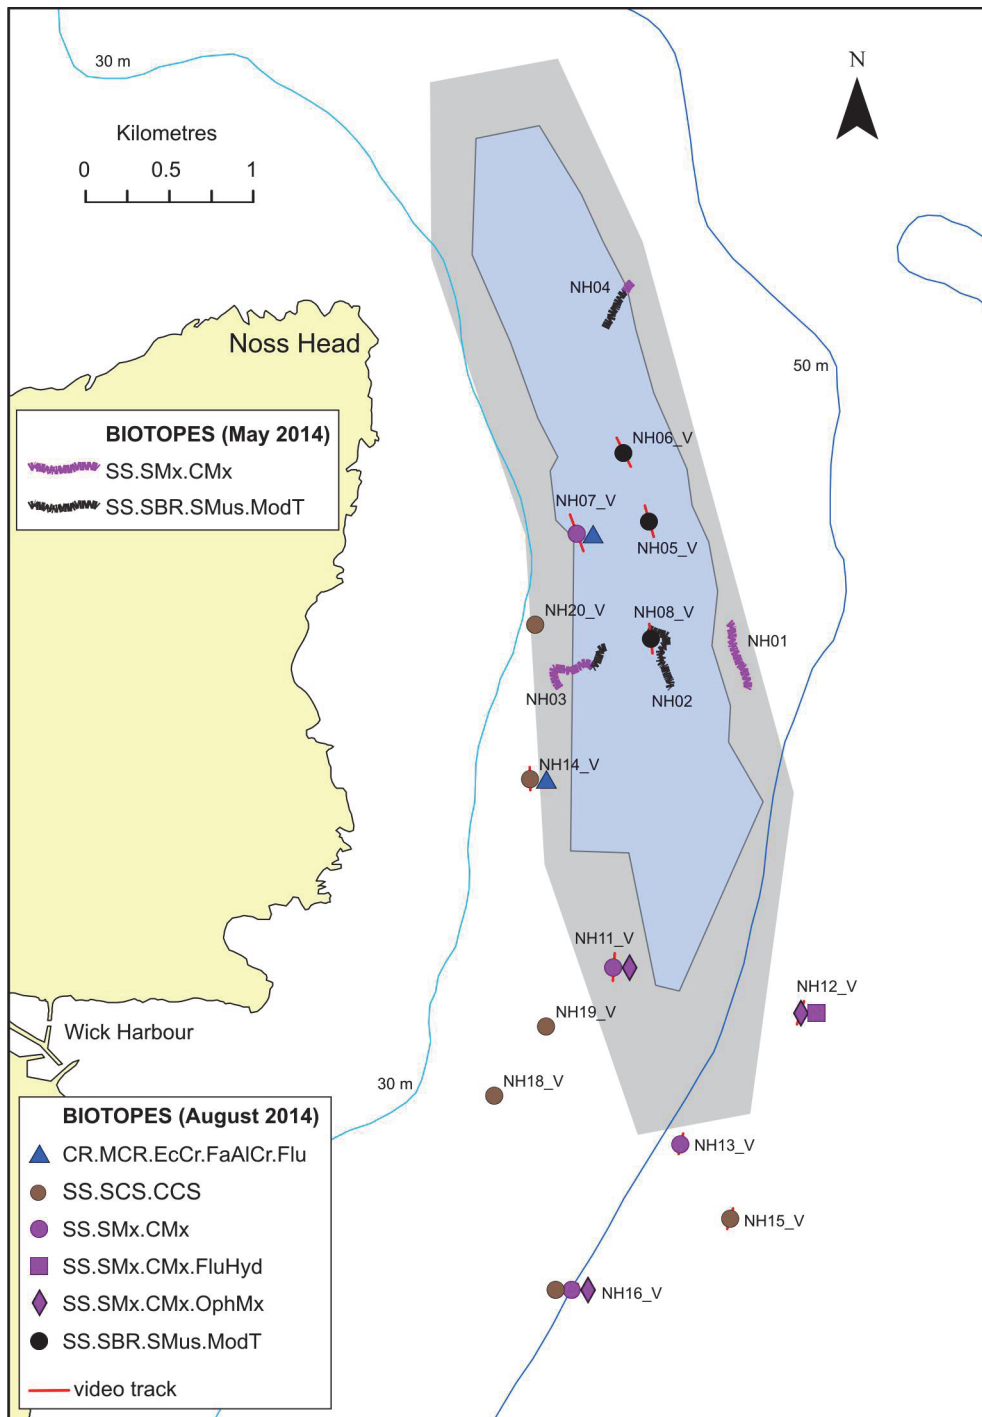 30 m
N
Kilometres
0 0.5 1
NH04
Noss Head
50 m
BIOTOPES (May 2014)
SS.SMx.CMx
SS.SBR.SMus.ModT
NH06_V
NH07_V
NH05_V
NH20_V
NH08_V
NH01
NH03
NH02
NH14_V
NH11_V
NH12_V
NH19_V
Wick Harbour
30 m
NH18_V
BIOTOPES (August 2014)
CR.MCR.EcCr.FaAlCr.Flu
SS.SCS.CCS
SS.SMx.CMx
SS.SMx.CMx.FluHyd
SS.SMx.CMx.OphMx
SS.SBR.SMus.ModT
video track
NH13_V
NH15_V
NH16_V